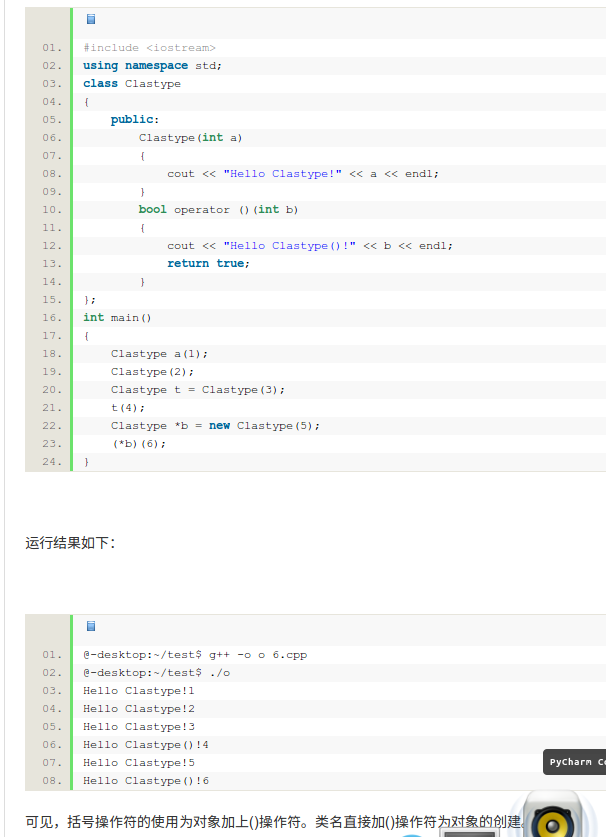 01. #include <iostream>
02. using namespace std;
03. class Clastype
04. {
05. public:
06. Clastype(int a)
07. {
08. cout << "Hello Clastype!" << a << endl;
09. }
10. bool operator ()(int b)
11. {
12. cout << "Hello Clastype()!" << b << endl;
13. return true;
14. }
15. };
16. int main()
17. {
18. Clastype a(1);
19. Clastype(2);
20. Clastype t = Clastype(3);
21. t(4);
22. Clastype *b = new Clastype(5);
23. (*b)(6);
24. }
运行结果如下：
01. @-desktop:~/test$ g++ -o o 6.cpp
02. @-desktop:~/test$ ./o
03. Hello Clastype!1
04. Hello Clastype!2
05. Hello Clastype!3
06. Hello Clastype()!4
07. Hello Clastype!5
08. Hello Clastype()!6
PyCharm
可见，括号操作符的使用为对象加上()操作符。类名直接加()操作符为对象的创建